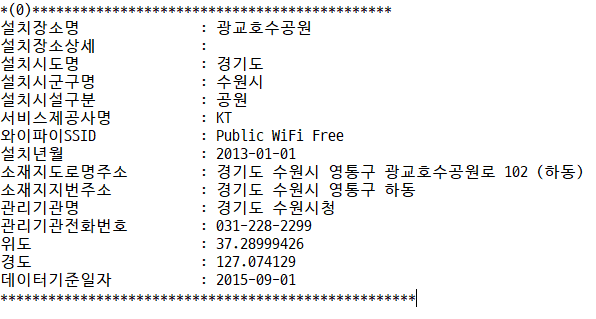 *(0)*********************************************
설치장소명 : 광교호수공원
설치장소상세 :
설치시도명 : 경기도
설치시군구명 : 수원시
설치시설구분 : 공원
서비스제공사명 : KT
와이파이SSID : Public WiFi Free
설치년월 : 2013-01-01
소재지도로명주소 : 경기도 수원시 영통구 광교호수공원로 102 (하동)
소재지지번주소 : 경기도 수원시 영통구 하동
관리기관명 : 경기도 수원시청
관리기관전화번호 : 031-228-2299
위도 : 37.28999426
경도 : 127.074129
데이터기준일자 : 2015-09-01
****************************************************